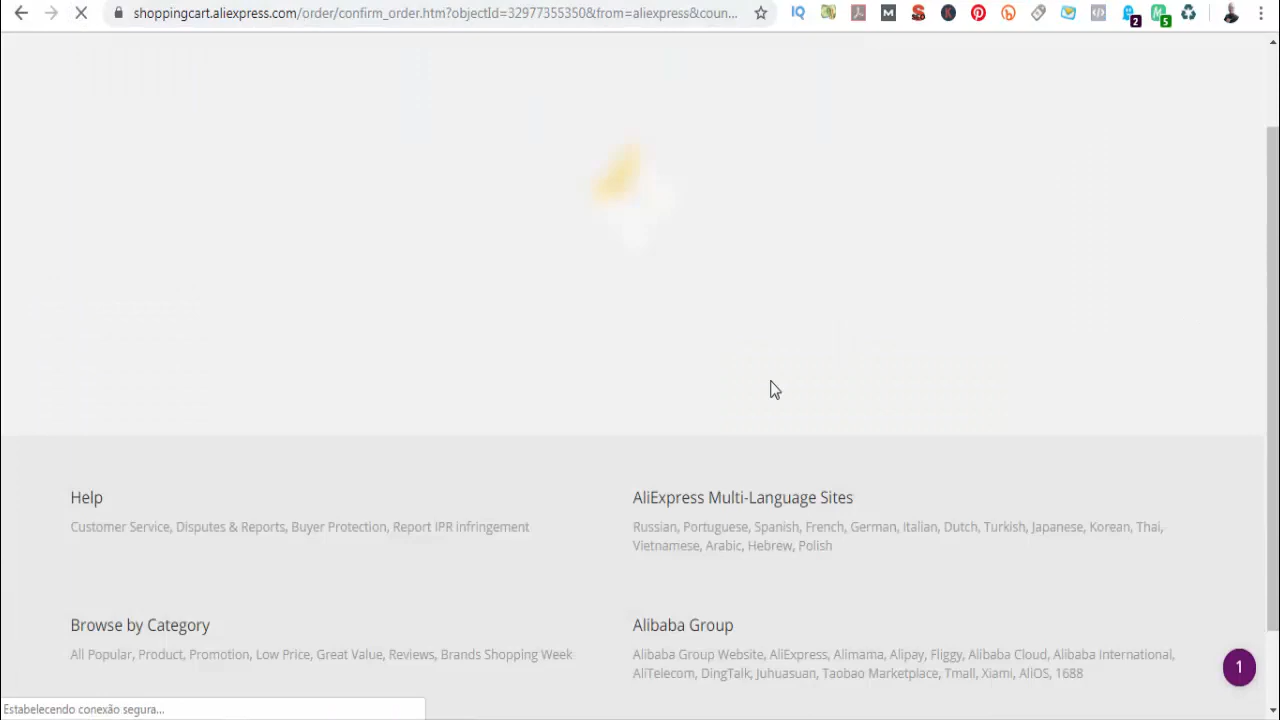 shoppingcart.aliexpress.com/order/confirm_order.htm?objectId=32977355350&from=aliexpress&coun...
2
5
Help
AliExpress Multi-Language Sites
Customer Service, Disputes & Reports, Buyer Protection, Report IPR infringement
Russian, Portuguese, Spanish, French, German, Italian, Dutch, Turkish, Japanese, Korean, Thai,
Vietnamese, Arabic, Hebrew, Polish
Browse by Category
Alibaba Group
All Popular, Product, Promotion, Low Price, Great Value, Reviews, Brands Shopping Week
Alibaba Group Website, AliExpress, Alimama, Alipay, Fliggy, Alibaba Cloud, Alibaba International,
AliTelecom, DingTalk, Juhuasuan, Taobao Marketplace, Tmall, Xiami, AliOS, 1688
1
Estabelecendo conexão segura...